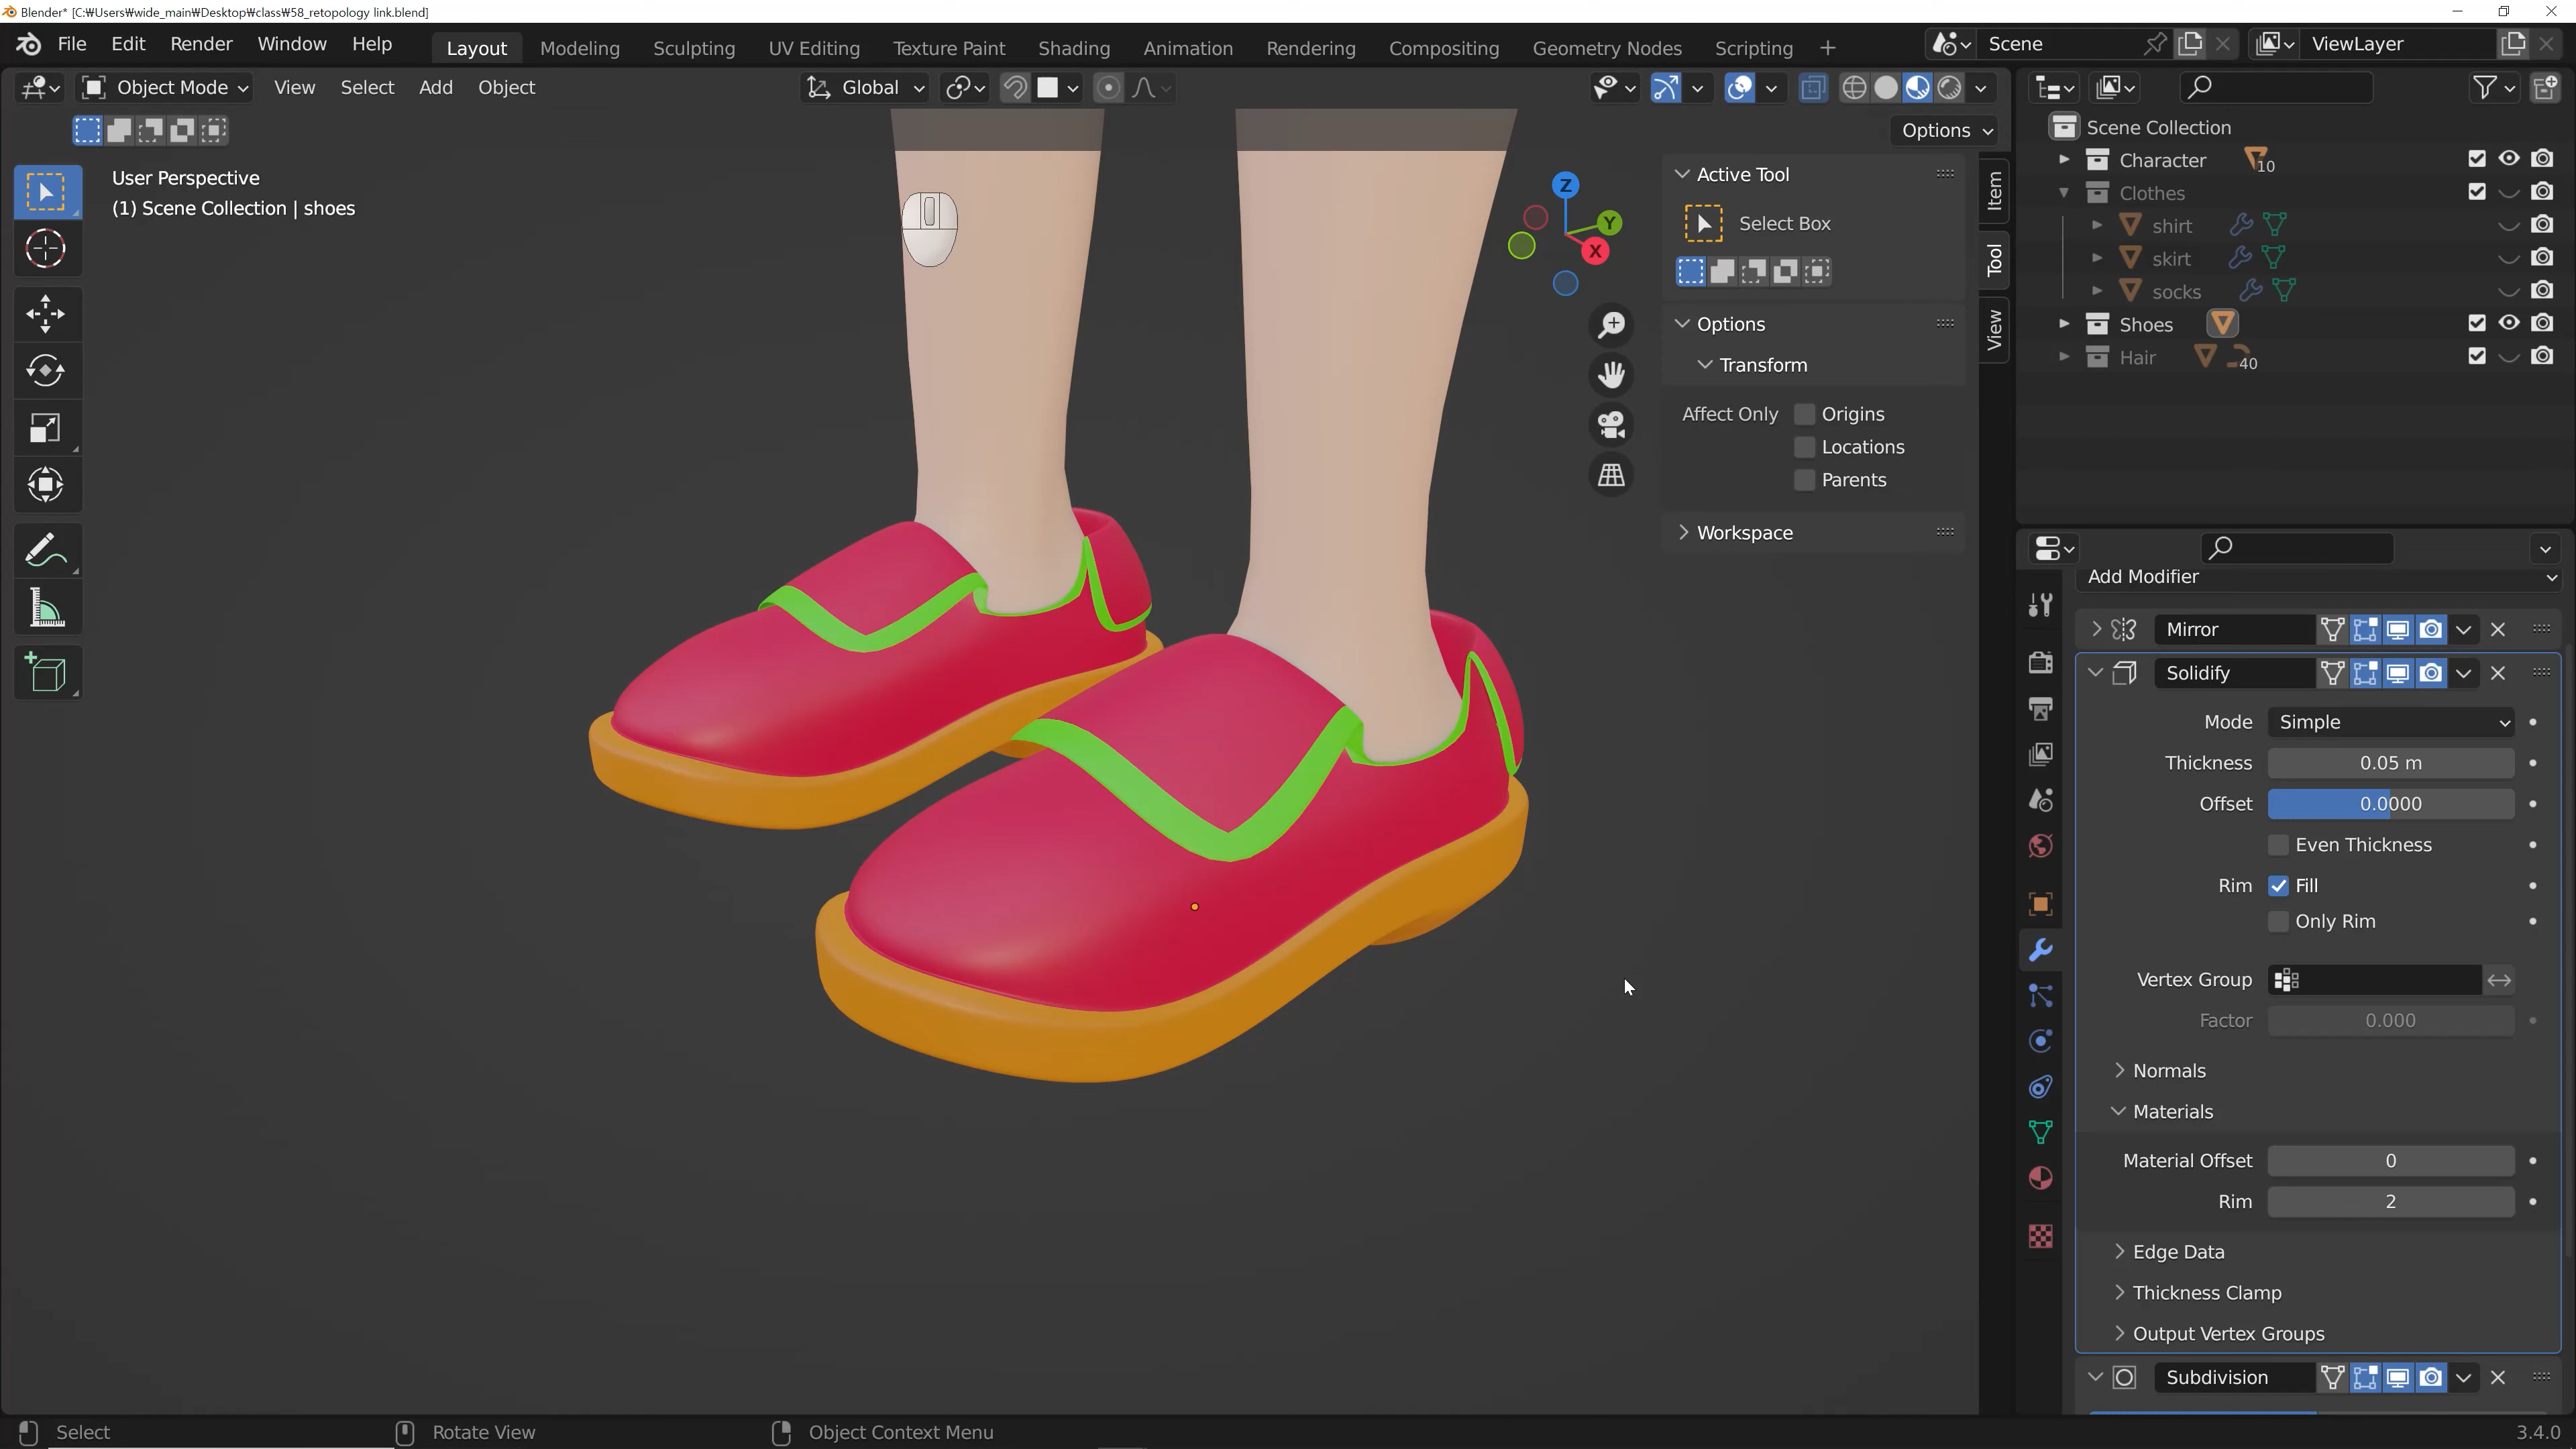 Blender* [C:₩Users₩wide_main₩Desktop₩class₩58_retopology link.blend]
File Edit Render Window Help
Layout Modeling Sculpting UV Editing Texture Paint Shading Animation Rendering Compositing Geometry Nodes Scripting +
Scene
ViewLayer
Object Mode View Select Add Object
Global
Options
User Perspective
(1) Scene Collection | shoes
Z
Y
X
Active Tool
Select Box
Options
Transform
Affect Only Origins
Locations
Parents
Workspace
Item
Tool
View
Scene Collection
Character 10
Clothes
shirt
skirt
socks
Shoes
Hair 40
Add Modifier
Mirror
Solidify
Mode Simple
Thickness 0.05 m
Offset 0.0000
Even Thickness
Rim Fill
Only Rim
Vertex Group
Factor 0.000
Normals
Materials
Material Offset 0
Rim 2
Edge Data
Thickness Clamp
Output Vertex Groups
Subdivision
Select Rotate View Object Context Menu
3.4.0